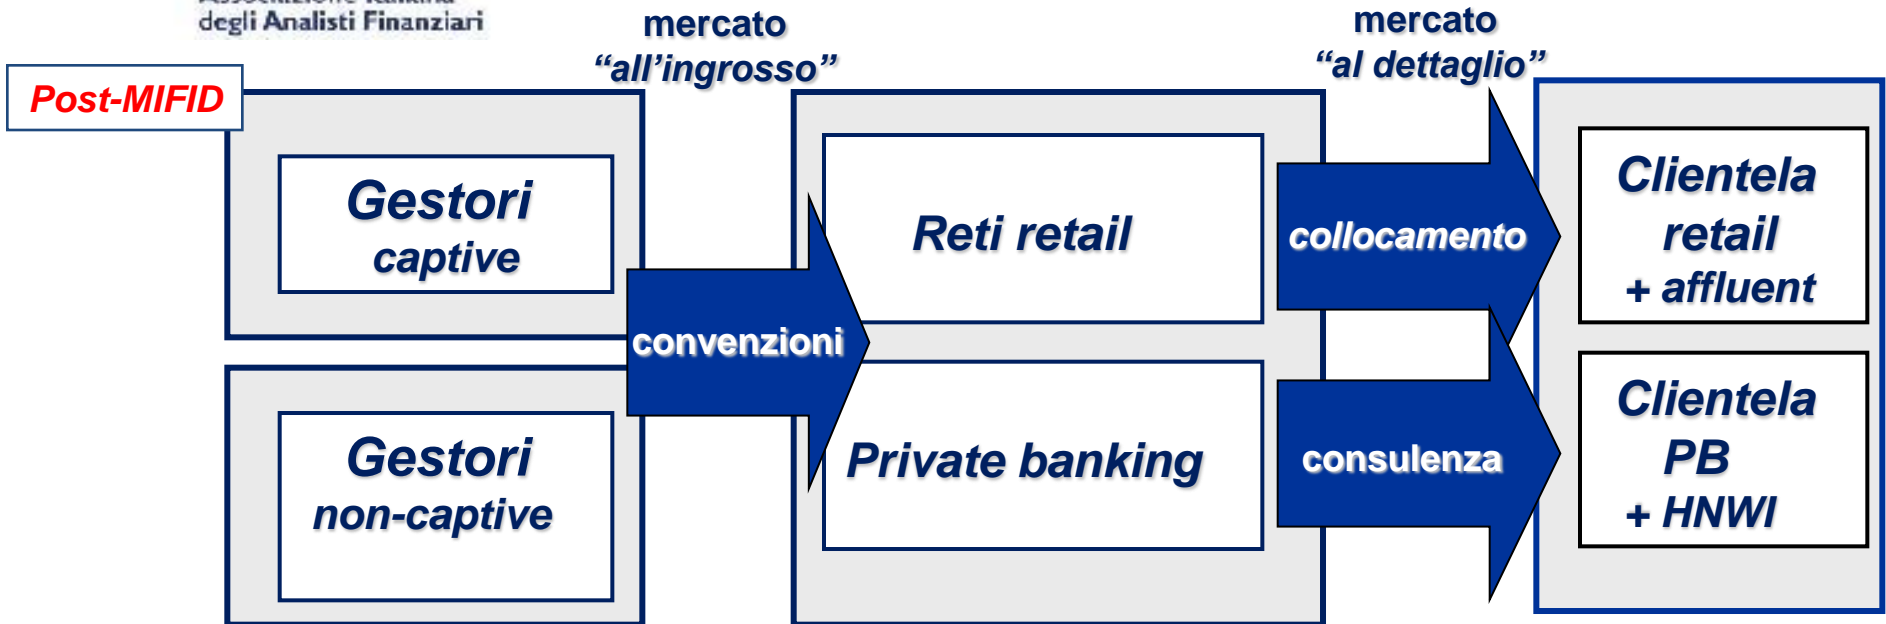 degli Analisti Finanziari
mercato
“all’ingrosso”
mercato
“al dettaglio”
Post-MIFID
Gestori
captive
Gestori
non-captive
convenzioni
Reti retail
Private banking
collocamento
consulenza
Clientela
retail
+ affluent
Clientela
PB
+ HNWI